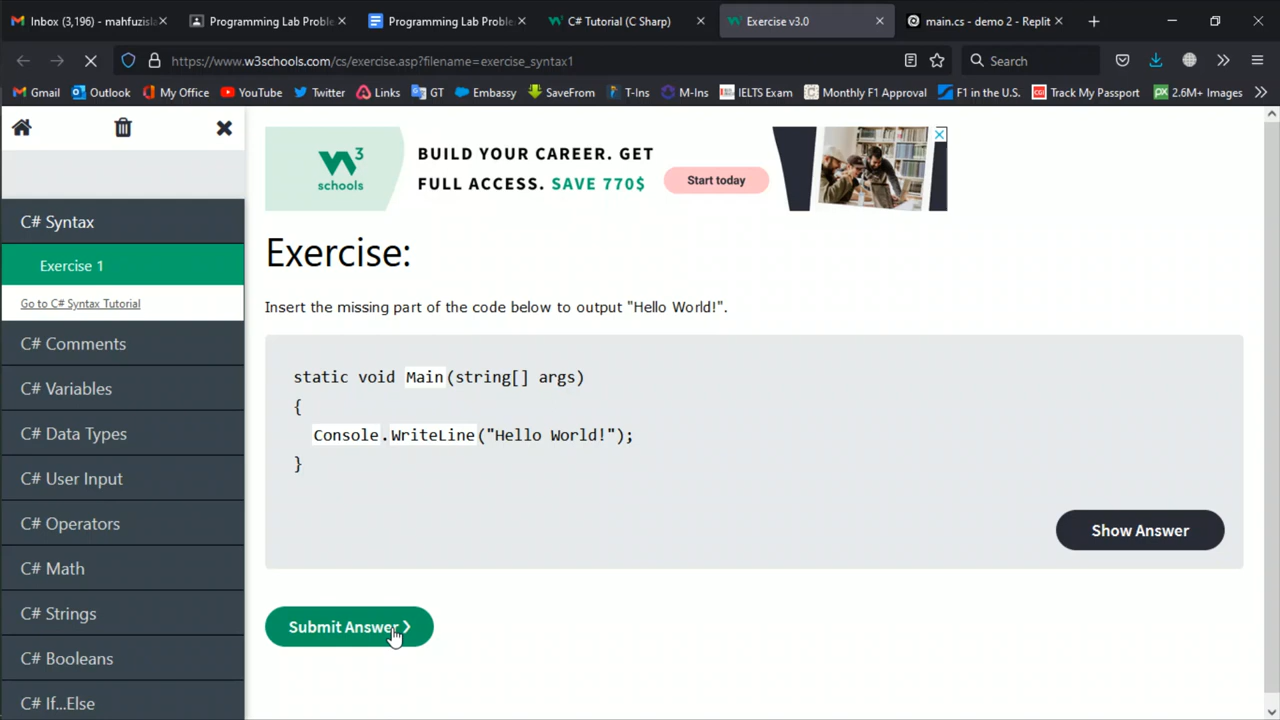 Inbox (3,196) - mahfuzisla
Programming Lab Proble
Programming Lab Proble
C# Tutorial (C Sharp)
Exercise v3.0
main.cs - demo 2 - Replit
https://www.w3schools.com/cs/exercise.asp?filename=exercise_syntax1
Search
Gmail
Outlook
My Office
YouTube
Twitter
Links
GT
Embassy
SaveFrom
T-Ins
M-Ins
IELTS Exam
Monthly F1 Approval
F1 in the U.S.
Track My Passport
2.6M+ Images
W3 schools
BUILD YOUR CAREER. GET
FULL ACCESS. SAVE 770$
Start today
C# Syntax
Exercise 1
Go to C# Syntax Tutorial
C# Comments
C# Variables
C# Data Types
C# User Input
C# Operators
C# Math
C# Strings
C# Booleans
C# If...Else
Exercise:
Insert the missing part of the code below to output "Hello World!".
static void Main(string[] args)
{
Console.WriteLine("Hello World!");
}
Show Answer
Submit Answer ❯